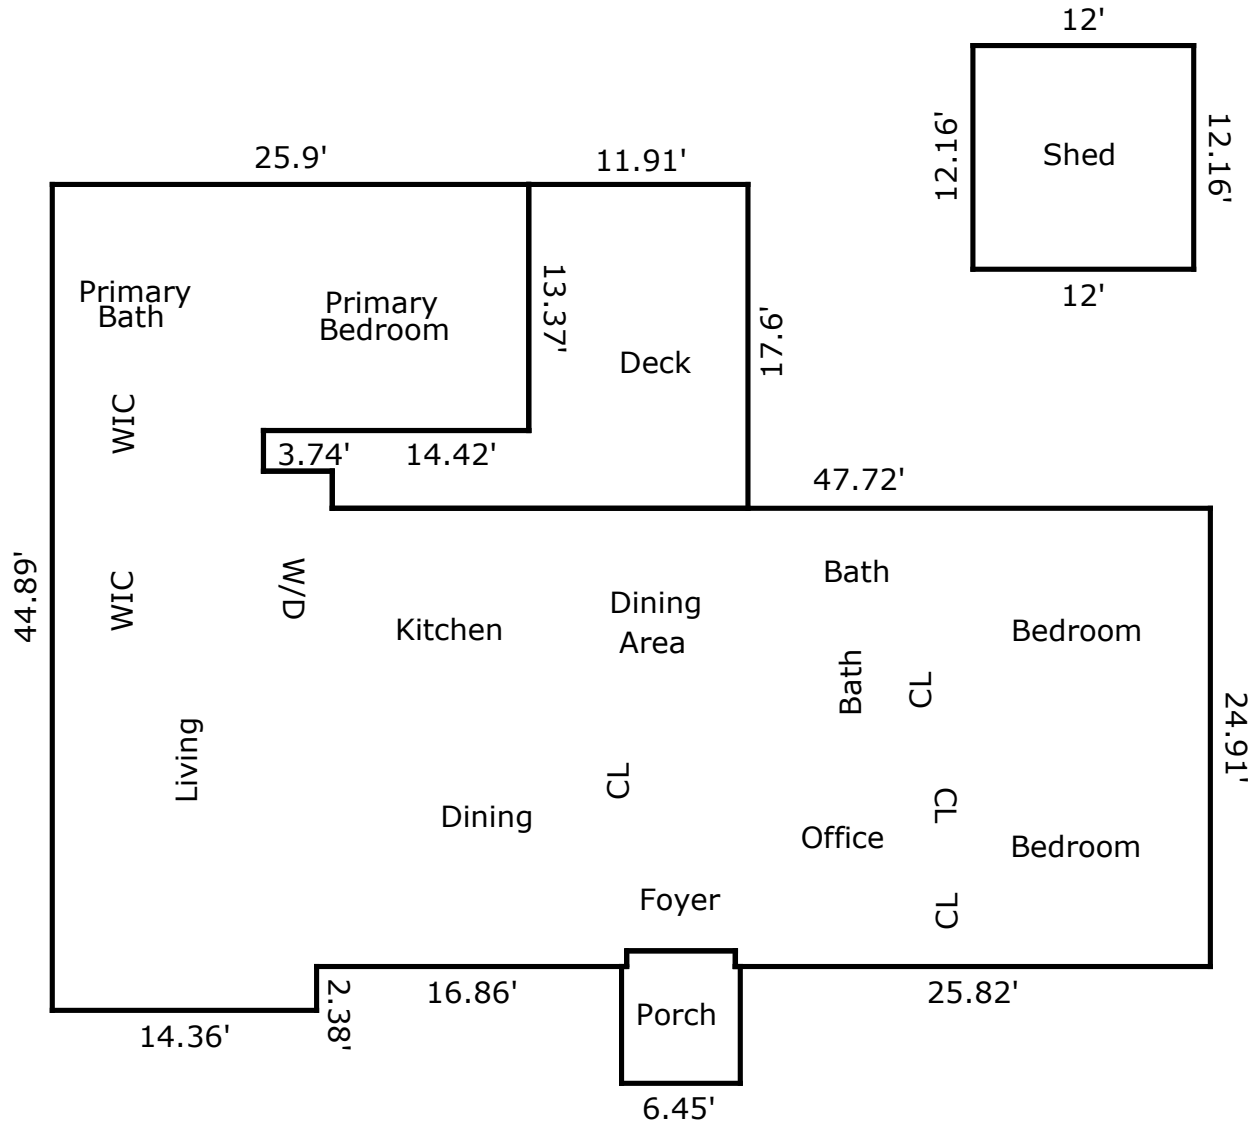 12'
12.16'
Shed
12.16'
12'
25.9'
11.91'
Primary
Bath
Primary
Bedroom
13.37'
Deck
17.6'
WIC
3.74'
14.42'
47.72'
44.89'
WIC
W/D
Kitchen
Dining
Area
Bath
Bath
CL
Bedroom
24.91'
Living
Dining
CL
Office
CL
Bedroom
CL
Foyer
14.36'
2.38'
16.86'
Porch
25.82'
6.45'